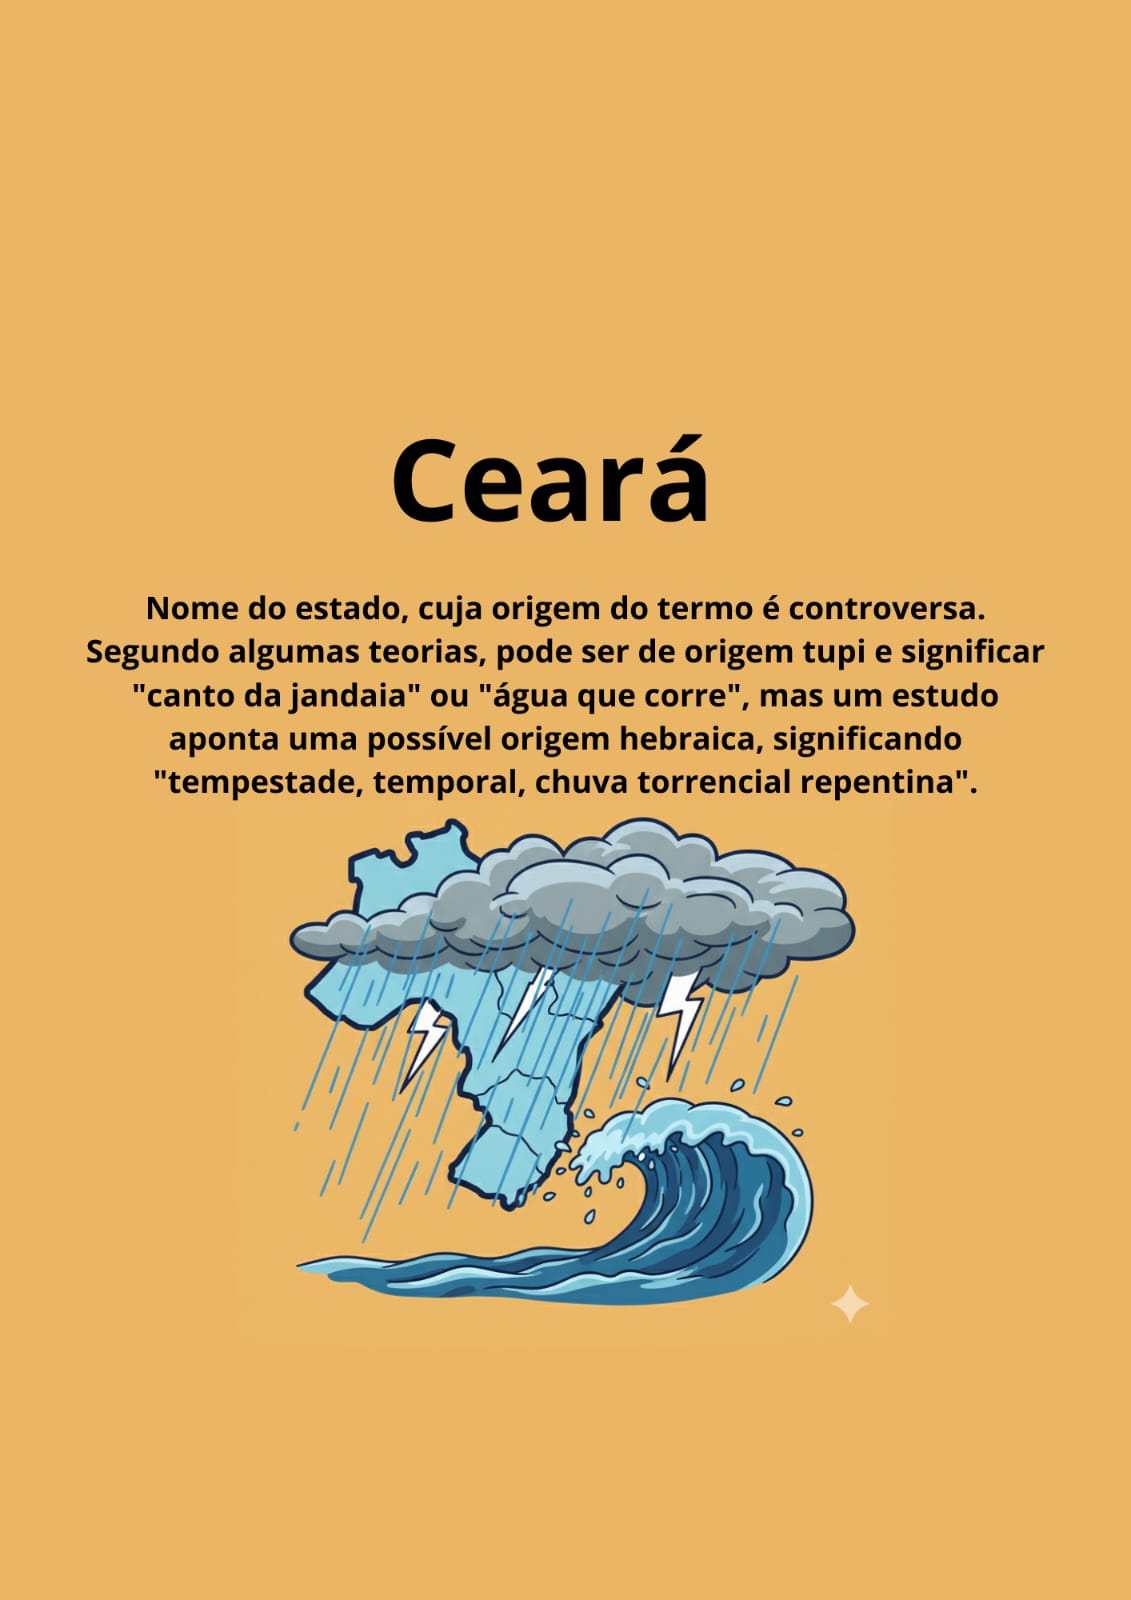 Ceará
Nome do estado, cuja origem do termo é controversa.
Segundo algumas teorias, pode ser de origem tupi e significar
"canto da jandaia" ou "água que corre", mas um estudo
aponta uma possível origem hebraica, significando
"tempestade, temporal, chuva torrencial repentina".